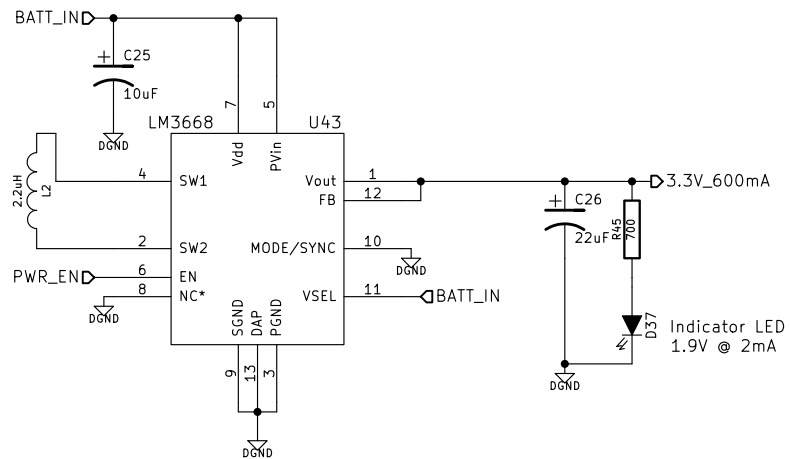 BATT_IN
C25
10uF
DGND
LM3668
U43
7
5
Vdd
PVin
2.2uH
L2
4
SW1
2
SW2
PWR_EN
6
EN
8
NC*
DGND
Vout
1
FB
12
MODE/SYNC
10
DGND
VSEL
11
BATT_IN
SGND
DAP
PGND
9
13
3
DGND
3.3V_600mA
C26
22uF
R45
700
D37
Indicator LED
1.9V @ 2mA
DGND